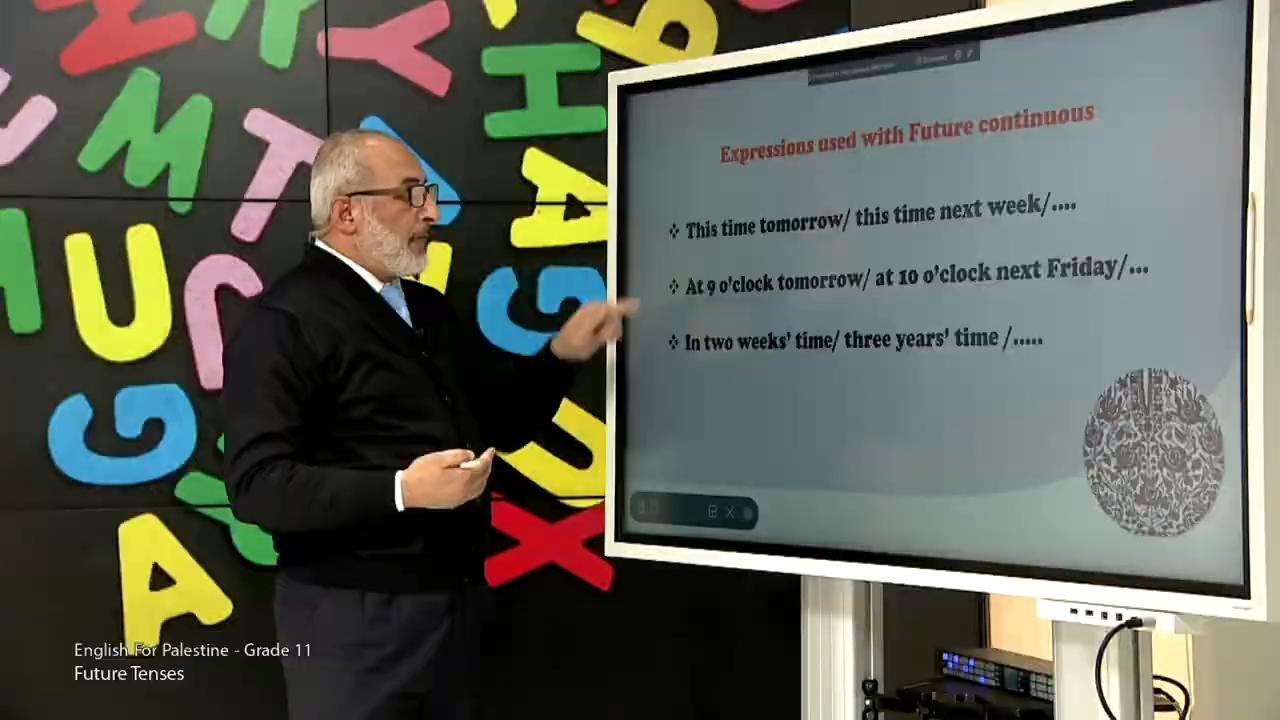 Expressions used with Future continuous
❖ This time tomorrow/ this time next week/....
❖ At 9 o'clock tomorrow/ at 10 o'clock next Friday/...
❖ In two weeks' time/ three years' time /.....
English For Palestine - Grade 11
Future Tenses